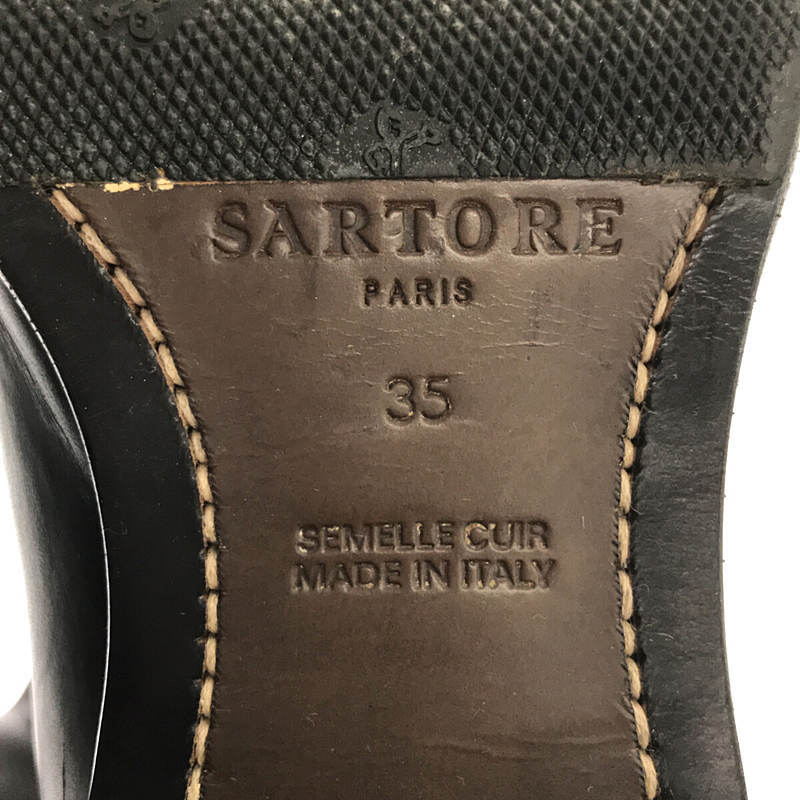 SARTORE
PARIS
35
SEMELLE CUIR
MADE IN ITALY